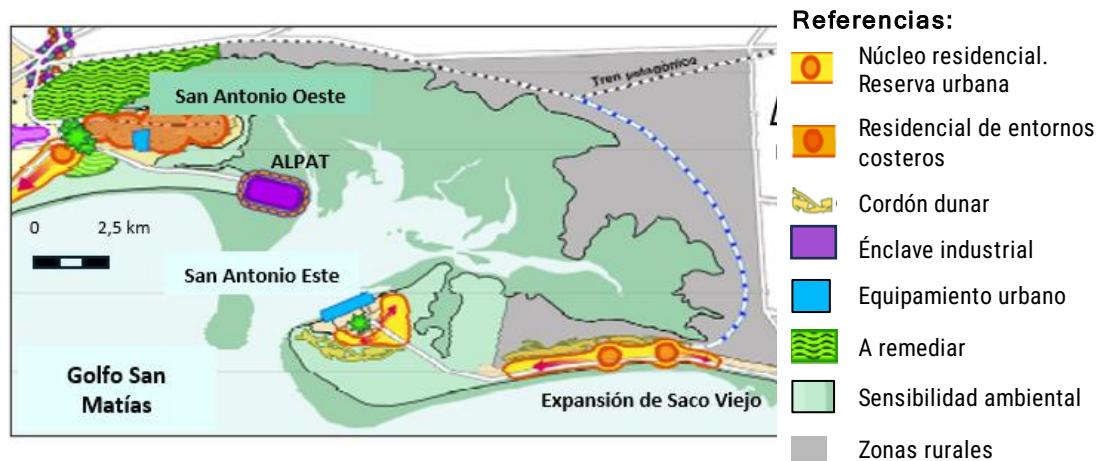 San Antonio Oeste
Tren patagónico
ALPAT
0 2,5 km
San Antonio Este
Golfo San
Matías
Expansión de Saco Viejo
Referencias:
Núcleo residencial.
Reserva urbana
Residencial de entornos
costeros
Cordón dunar
Énclave industrial
Equipamiento urbano
A remediar
Sensibilidad ambiental
Zonas rurales